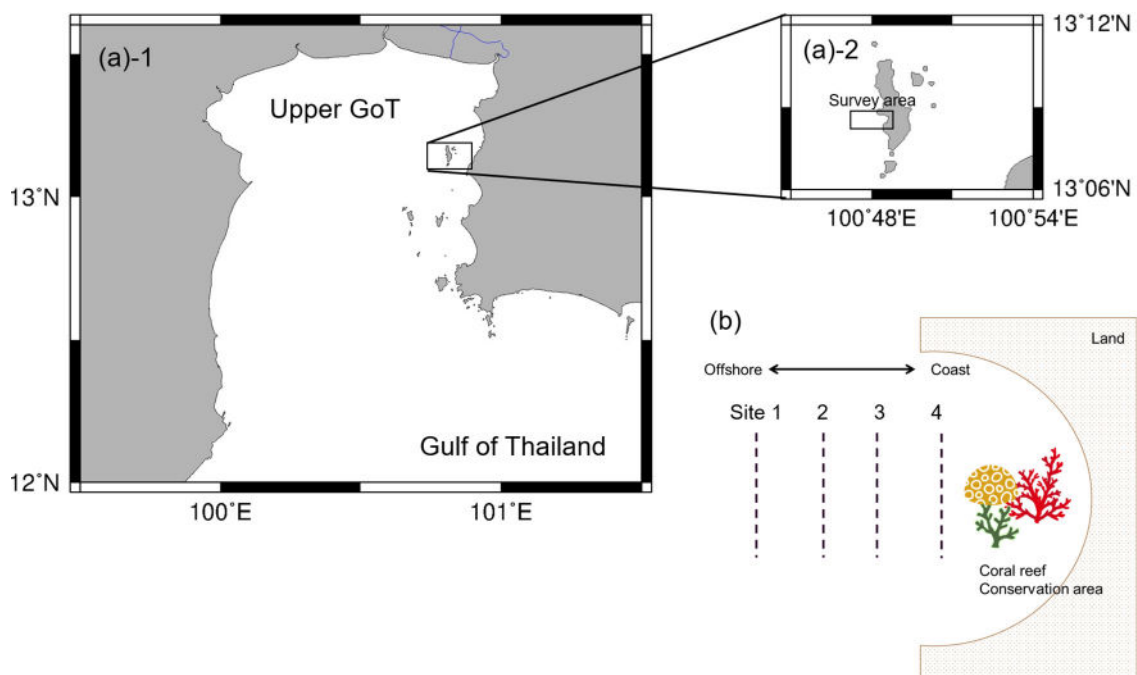 (a)-1
Upper GoT
Gulf of Thailand
13˚N
12˚N
100˚E
101˚E
(a)-2
Survey area
13˚12'N
13˚06'N
100˚48'E
100˚54'E
(b)
Land
Offshore
Coast
Site 1
2
3
4
Coral reef
Conservation area